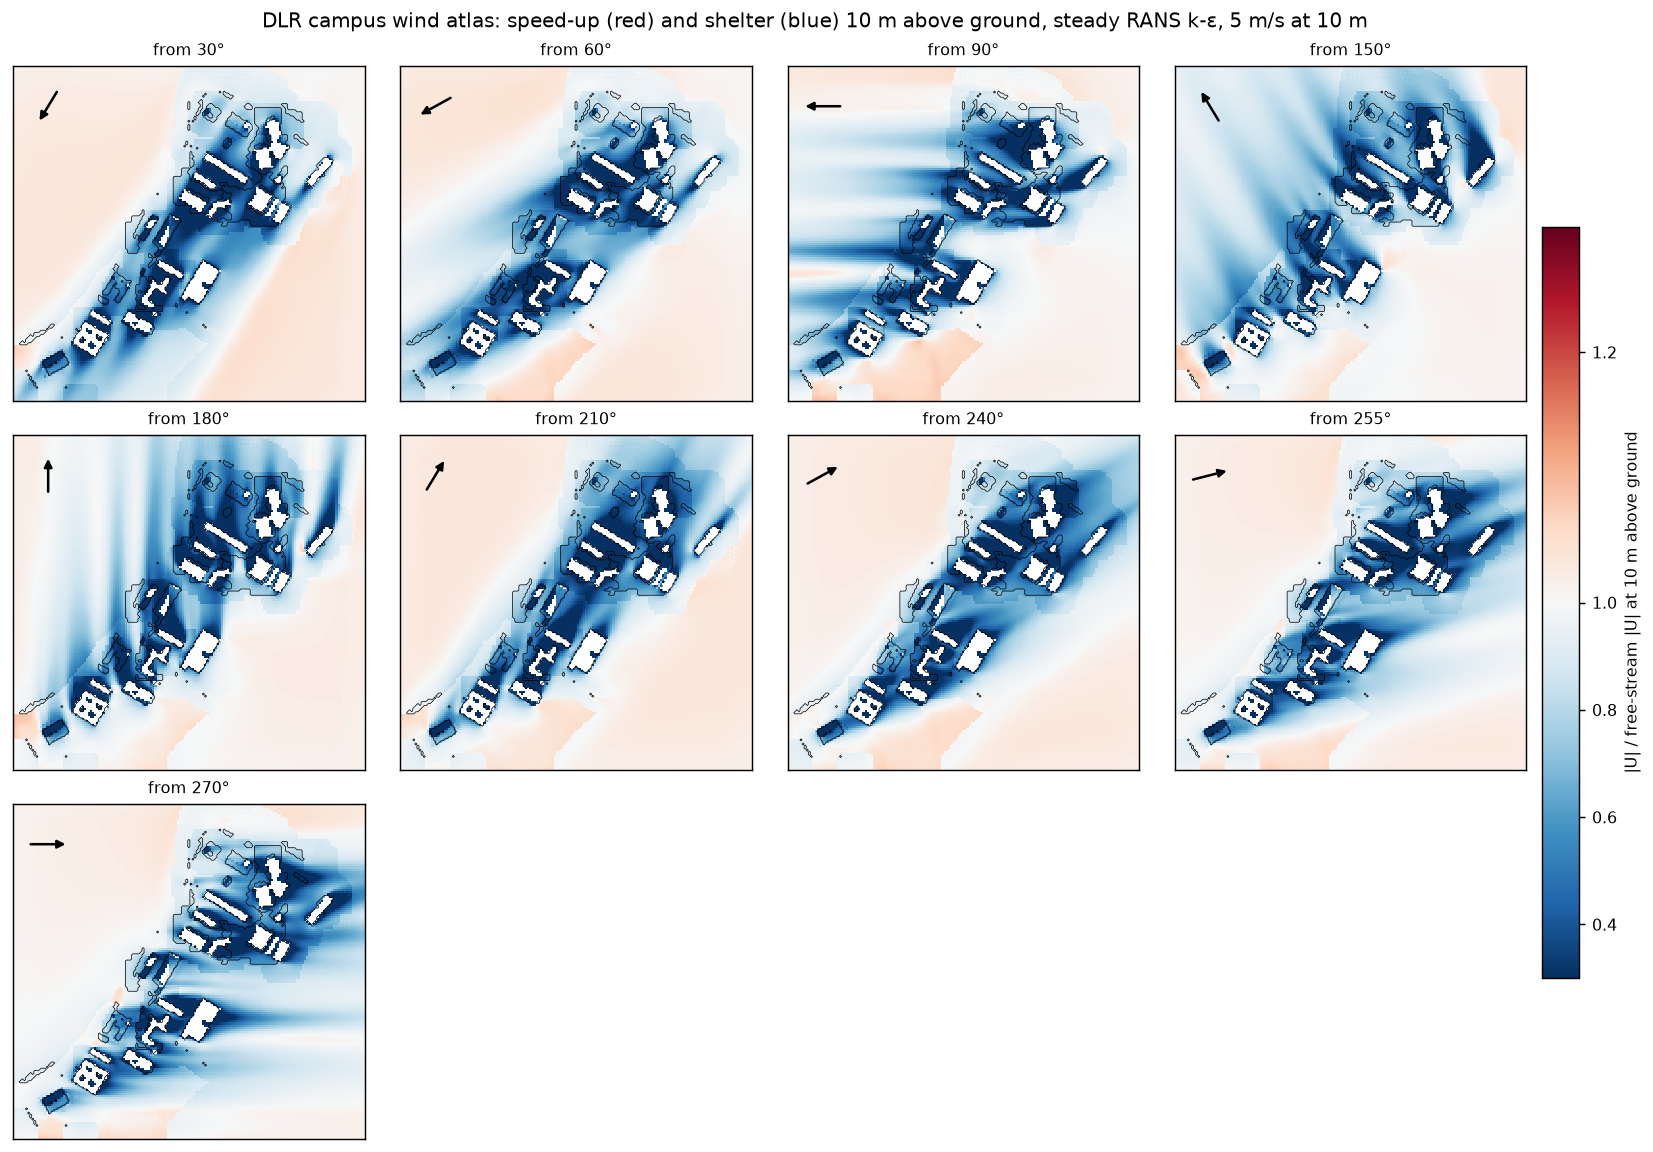 DLR campus wind atlas: speed-up (red) and shelter (blue) 10 m above ground, steady RANS k-ε, 5 m/s at 10 m
from 30°
from 60°
from 90°
from 150°
from 180°
from 210°
from 240°
from 255°
from 270°
1.2
1.0
0.8
0.6
0.4
|U| / free-stream |U| at 10 m above ground